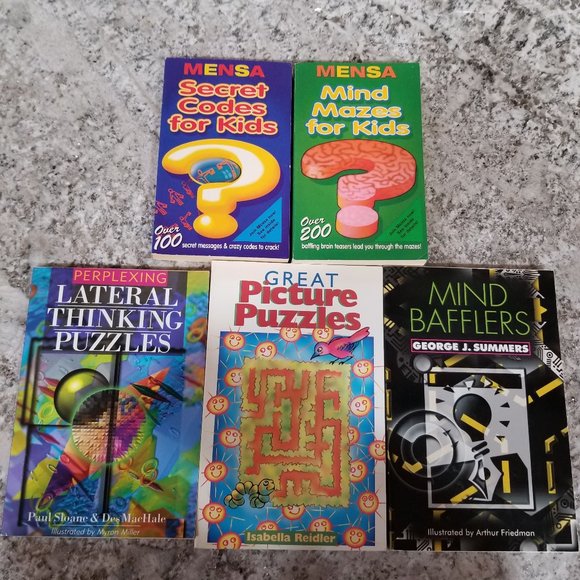 MENSA
Secret
Codes
for Kids
Over
100
secret messages & crazy codes to crack!
MENSA
Mind
Mazes
for Kids
Over
200
baffling brain teasers lead you through the mazes!
PERPLEXING
LATERAL
THINKING
PUZZLES
Paul Sloane & Des MacHale
Illustrated by Myron Miller
GREAT
Picture
Puzzles
Isabella Reidler
MIND
BAFFLERS
GEORGE J. SUMMERS
Illustrated by Arthur Friedman